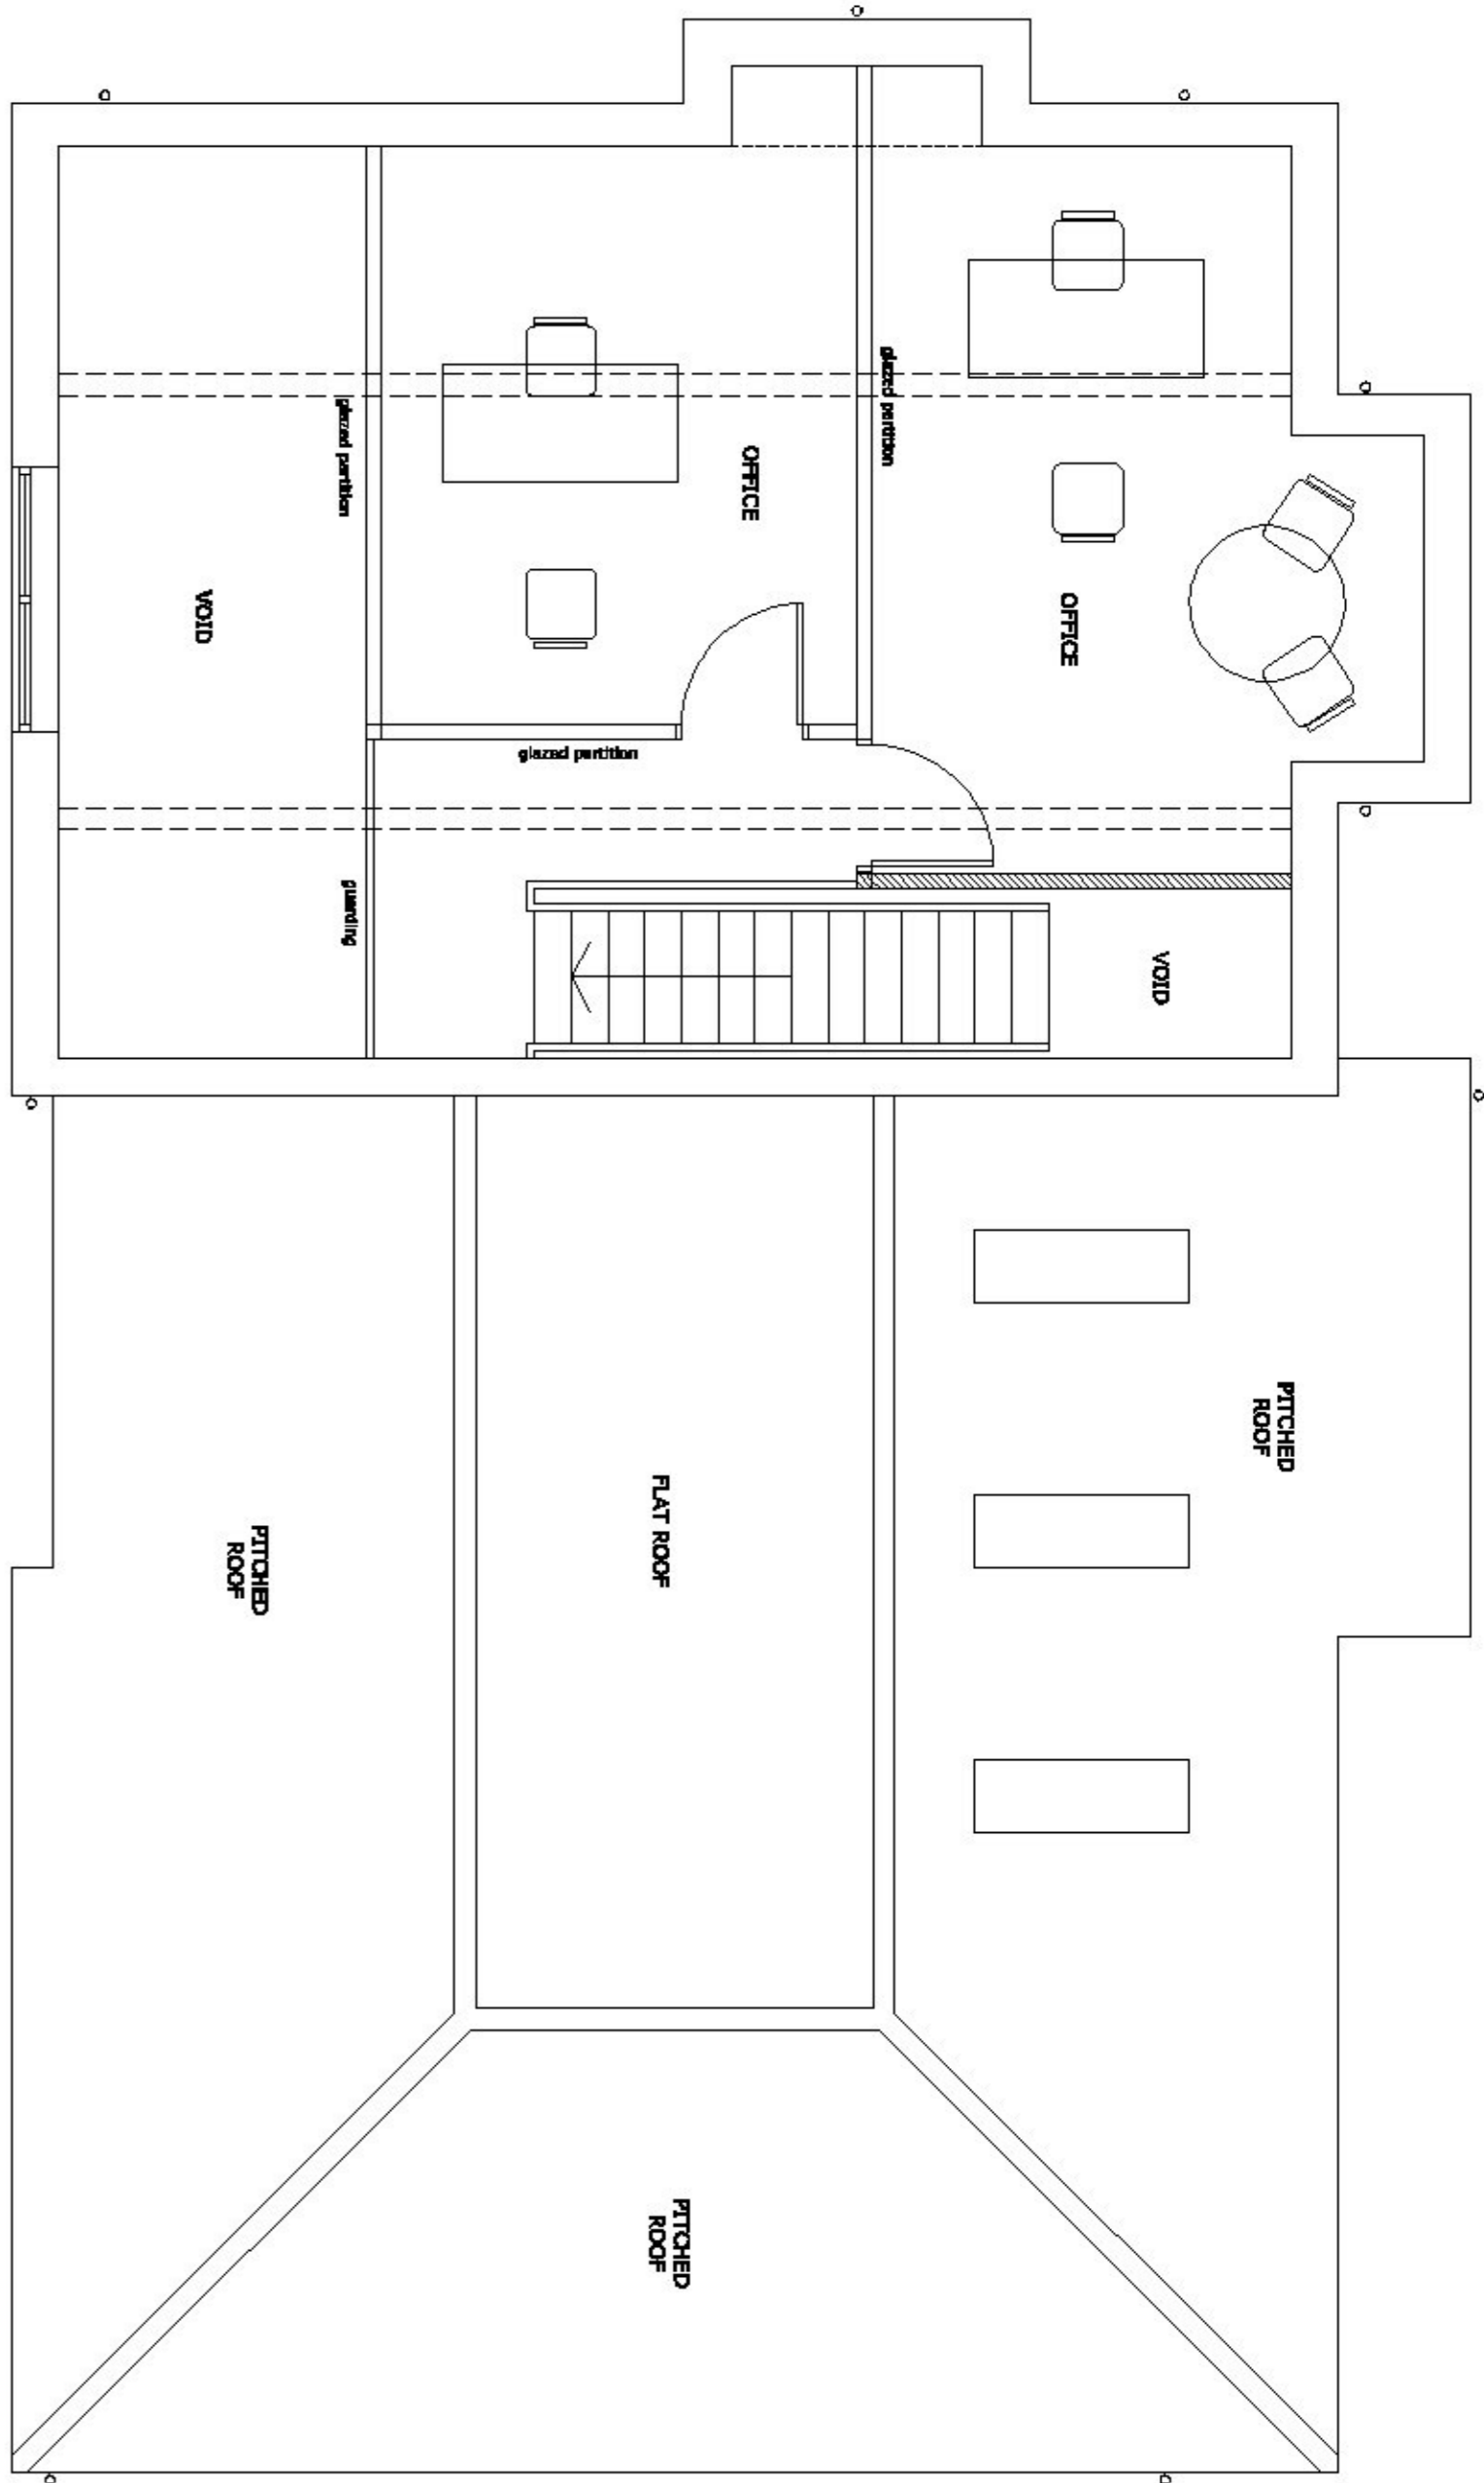 PITCHED
ROOF
VOID
OFFICE
glazed partition
OFFICE
FLAT ROOF
PITCHED
ROOF
glazed partition
glazed partition
guarding
PITCHED
ROOF
VOID